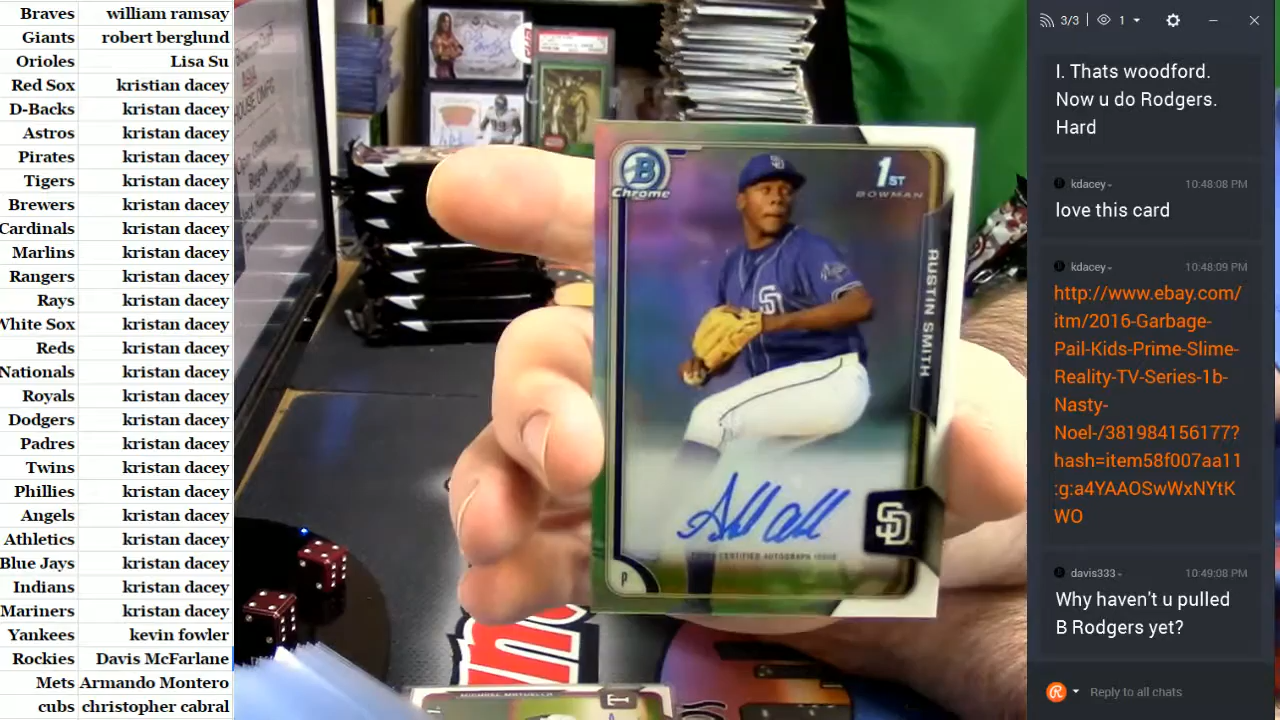 Braves william ramsay
Giants robert berglund
Orioles Lisa Su
Red Sox kristian dacey
D-Backs kristan dacey
Astros kristan dacey
Pirates kristan dacey
Tigers kristan dacey
Brewers kristan dacey
Cardinals kristan dacey
Marlins kristan dacey
Rangers kristan dacey
Rays kristan dacey
White Sox kristan dacey
Reds kristan dacey
Nationals kristan dacey
Royals kristan dacey
Dodgers kristan dacey
Padres kristan dacey
Twins kristan dacey
Phillies kristan dacey
Angels kristan dacey
Athletics kristan dacey
Blue Jays kristan dacey
Indians kristan dacey
Mariners kristan dacey
Yankees kevin fowler
Rockies Davis McFarlane
Mets Armando Montero
cubs christopher cabral
B
Chrome
1ST
BOWMAN
AUSTIN SMITH
SD
CERTIFIED AUTOGRAPH ISSUE
P
3/3 1
I. Thats woodford.
Now u do Rodgers.
Hard
kdacey 10:48:08 PM
love this card
kdacey 10:48:09 PM
http://www.ebay.com/
itm/2016-Garbage-
Pail-Kids-Prime-Slime-
Reality-TV-Series-1b-
Nasty-
Noel-/381984156177?
hash=item58f007aa11
:g:a4YAAOSwWxNYtK
WO
davis333 10:49:08 PM
Why haven't u pulled
B Rodgers yet?
Reply to all chats